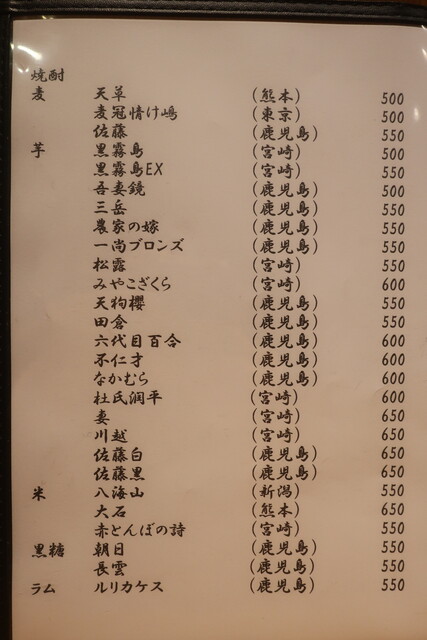 焼酎
麦 天草 (熊本) 500
麦冠情け嶋 (東京) 500
佐藤 (鹿児島) 550
芋 黒霧島 (宮崎) 500
黒霧島EX (宮崎) 550
吾妻鏡 (鹿児島) 500
三岳 (鹿児島) 550
農家の嫁 (鹿児島) 550
一尚ブロンズ (鹿児島) 550
松露 (宮崎) 550
みやこざくら (宮崎) 600
天狗櫻 (鹿児島) 550
田倉 (鹿児島) 550
六代目百合 (鹿児島) 600
不仁才 (鹿児島) 600
なかむら (鹿児島) 600
杜氏潤平 (宮崎) 600
妻 (宮崎) 650
川越 (宮崎) 650
佐藤白 (鹿児島) 650
佐藤黒 (鹿児島) 650
米 八海山 (新潟) 550
大石 (熊本) 650
赤とんぼの詩 (宮崎) 550
黒糖 朝日 (鹿児島) 550
長雲 (鹿児島) 550
ラム ルリカケス (鹿児島) 550